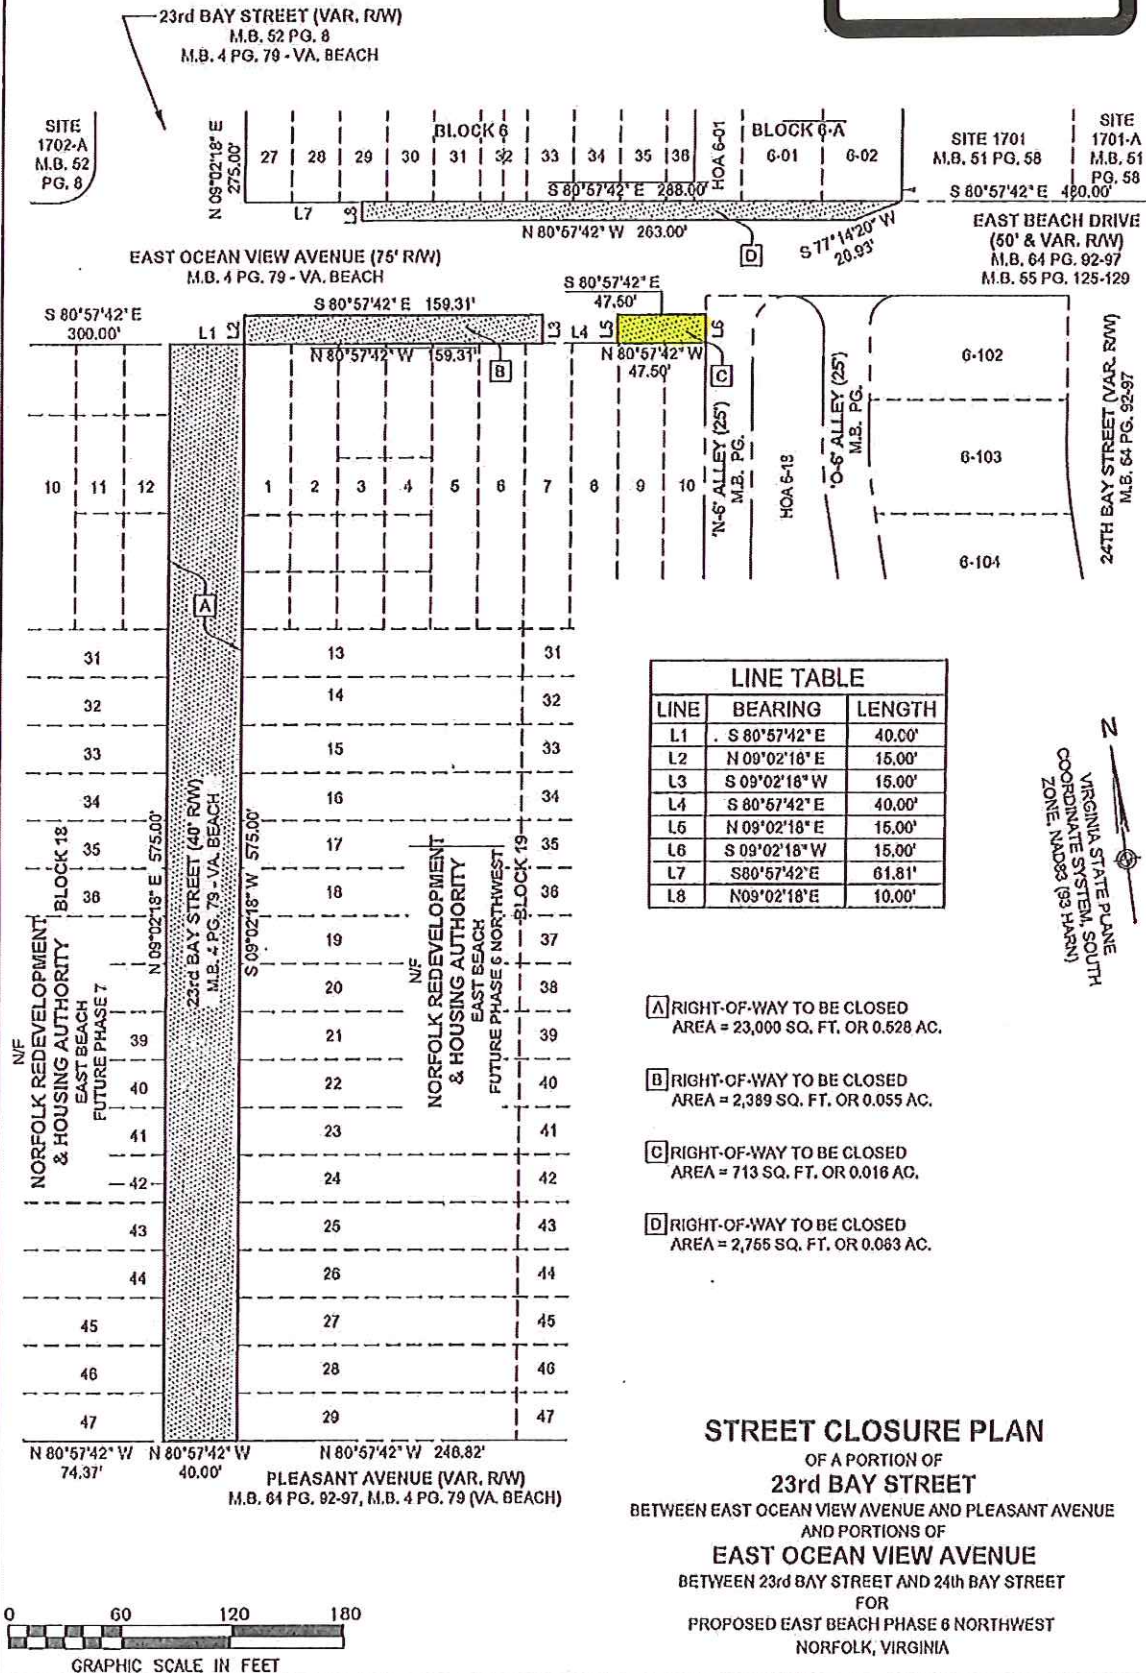 23rd BAY STREET (VAR. R/W)
M.B. 52 PG. 8
M.B. 4 PG. 79 - VA. BEACH
SITE
1702-A
M.B. 52
PG. 8
N 09°02'18" E
275.00'
27
28
29
30
BLOCK 6
31
32
33
34
35
36
HOA 6-01
BLOCK 6-A
6-01
6-02
SITE 1701
M.B. 51 PG. 58
SITE
1701-A
M.B. 51
PG. 58
S 80°57'42" E 288.00'
S 80°57'42" E 480.00'
L7
L8
N 80°57'42" W 263.00'
D
S 77°14'20" W
20.93'
EAST BEACH DRIVE
(50' & VAR. R/W)
M.B. 64 PG. 92-97
M.B. 55 PG. 125-129
EAST OCEAN VIEW AVENUE (75' R/W)
M.B. 4 PG. 79 - VA. BEACH
S 80°57'42" E
300.00'
L1
L2
S 80°57'42" E 159.31'
N 80°57'42" W 159.31'
B
L3
L4
L5
S 80°57'42" E
47.50'
N 80°57'42" W
47.50'
L6
C
10
11
12
1
2
3
4
5
6
7
8
9
10
"N-6" ALLEY (25')
M.B. PG.
HOA 6-18
"O-6" ALLEY (25')
M.B. PG.
6-102
6-103
6-104
24TH BAY STREET (VAR. R/W)
M.B. 64 PG. 92-97
A
31
32
33
34
35
36
39
40
41
42
43
44
45
46
47
BLOCK 18
N/F
NORFOLK REDEVELOPMENT
& HOUSING AUTHORITY
EAST BEACH
FUTURE PHASE 7
N 09°02'18" E 575.00'
23rd BAY STREET (40' R/W)
M.B. 4 PG. 79 - VA. BEACH
S 09°02'18" W 575.00'
13
14
15
16
17
18
19
20
21
22
23
24
25
26
27
28
29
N/F
NORFOLK REDEVELOPMENT
& HOUSING AUTHORITY
EAST BEACH
FUTURE PHASE 6 NORTHWEST
BLOCK 19
31
32
33
34
35
36
37
38
39
40
41
42
43
44
45
46
47
LINE TABLE
LINE BEARING LENGTH
L1 S 80°57'42" E 40.00'
L2 N 09°02'18" E 15.00'
L3 S 09°02'18" W 15.00'
L4 S 80°57'42" E 40.00'
L5 N 09°02'18" E 15.00'
L6 S 09°02'18" W 15.00'
L7 S80°57'42"E 61.81'
L8 N09°02'18"E 10.00'
N
VIRGINIA STATE PLANE
COORDINATE SYSTEM, SOUTH
ZONE, NAD83 (93 HARN)
A RIGHT-OF-WAY TO BE CLOSED
AREA = 23,000 SQ. FT. OR 0.528 AC.
B RIGHT-OF-WAY TO BE CLOSED
AREA = 2,389 SQ. FT. OR 0.055 AC.
C RIGHT-OF-WAY TO BE CLOSED
AREA = 713 SQ. FT. OR 0.016 AC.
D RIGHT-OF-WAY TO BE CLOSED
AREA = 2,755 SQ. FT. OR 0.063 AC.
N 80°57'42" W
74.37'
N 80°57'42" W
40.00'
N 80°57'42" W 246.82'
PLEASANT AVENUE (VAR. R/W)
M.B. 64 PG. 92-97, M.B. 4 PG. 79 (VA. BEACH)
STREET CLOSURE PLAN
OF A PORTION OF
23rd BAY STREET
BETWEEN EAST OCEAN VIEW AVENUE AND PLEASANT AVENUE
AND PORTIONS OF
EAST OCEAN VIEW AVENUE
BETWEEN 23rd BAY STREET AND 24th BAY STREET
FOR
PROPOSED EAST BEACH PHASE 6 NORTHWEST
NORFOLK, VIRGINIA
0 60 120 180
GRAPHIC SCALE IN FEET